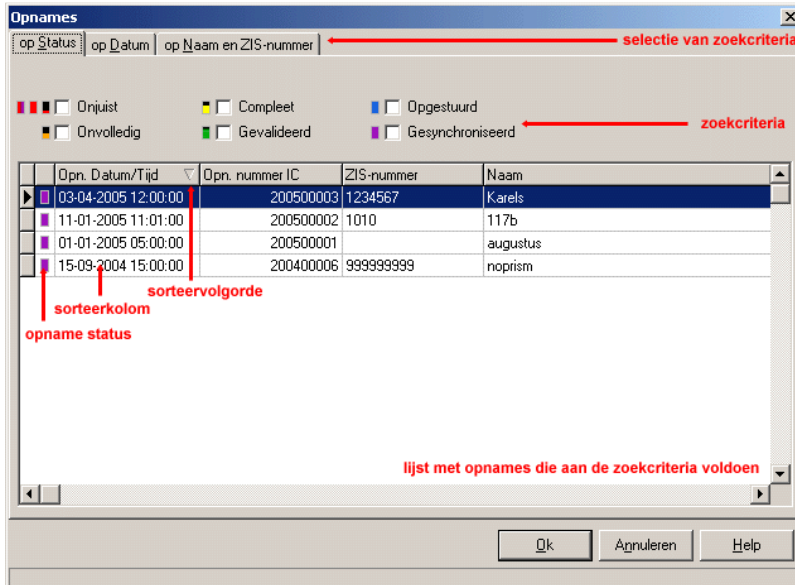 Opnames
op Status op Datum op Naam en ZIS-nummer selectie van zoekcriteria
Onjuist Compleet Opgestuurd
Onvolledig Gevalideerd Gesynchroniseerd zoekcriteria
Opn. Datum/Tijd Opn. nummer IC ZIS-nummer Naam
03-04-2005 12:00:00 200500003 1234567 Karels
11-01-2005 11:01:00 200500002 1010 117b
01-01-2005 05:00:00 200500001 augustus
15-09-2004 15:00:00 200400006 999999999 noprism
sorteervolgorde
sorteerkolom
opname status
lijst met opnames die aan de zoekcriteria voldoen
Ok Annuleren Help